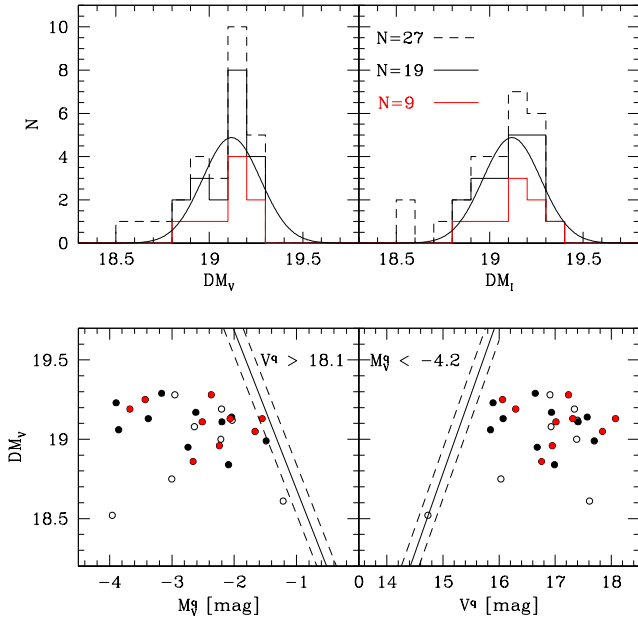 10
8
6
4
2
0
N
18.5
19
19.5
DM_V
N=27
N=19
N=9
18.5
19
19.5
DM_I
19.5
19
18.5
DM_V
V^q > 18.1
−4
−3
−2
−1
0
M_V^q [mag]
M_V^q < −4.2
14
15
16
17
18
V^q [mag]